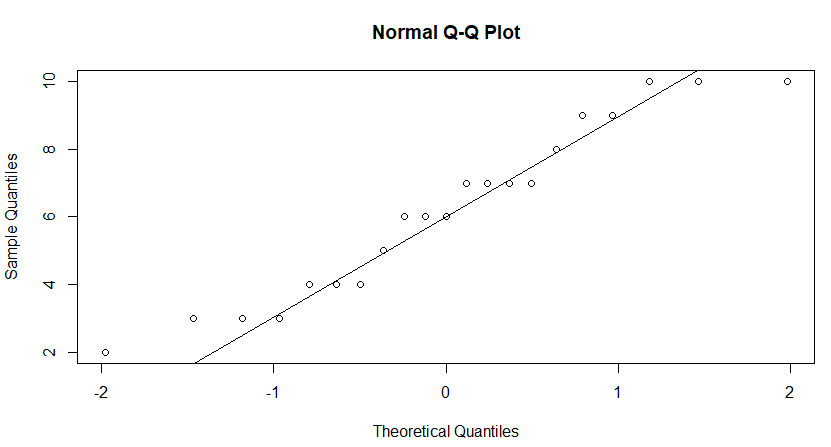 Normal Q-Q Plot
10
8
6
4
2
Sample Quantiles
-2 -1 0 1 2
Theoretical Quantiles